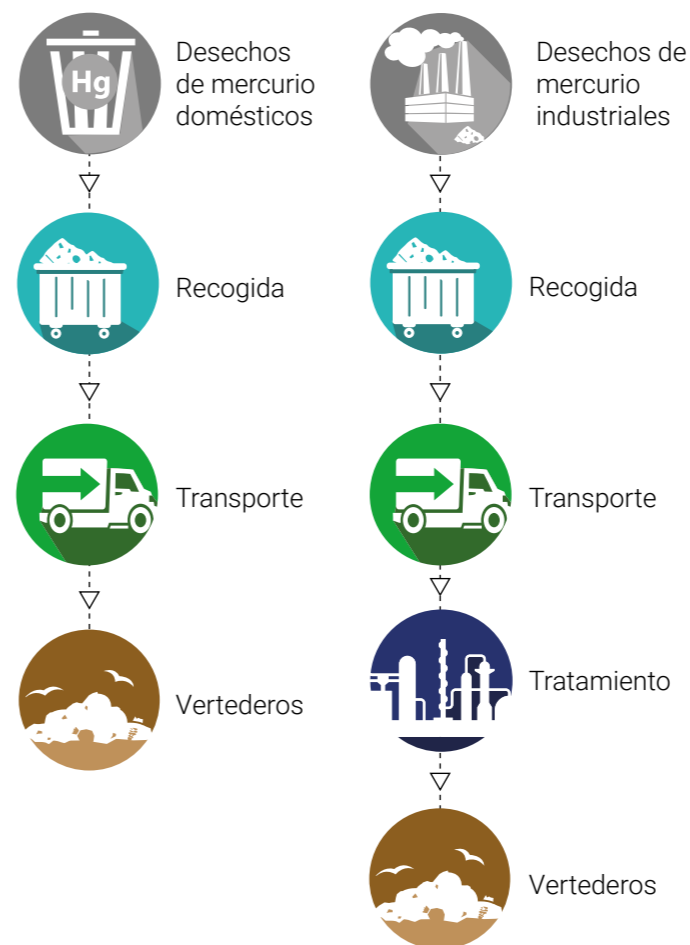 Hg
Desechos
de mercurio
domésticos
Recogida
Transporte
Vertederos
Desechos de
mercurio
industriales
Recogida
Transporte
Tratamiento
Vertederos